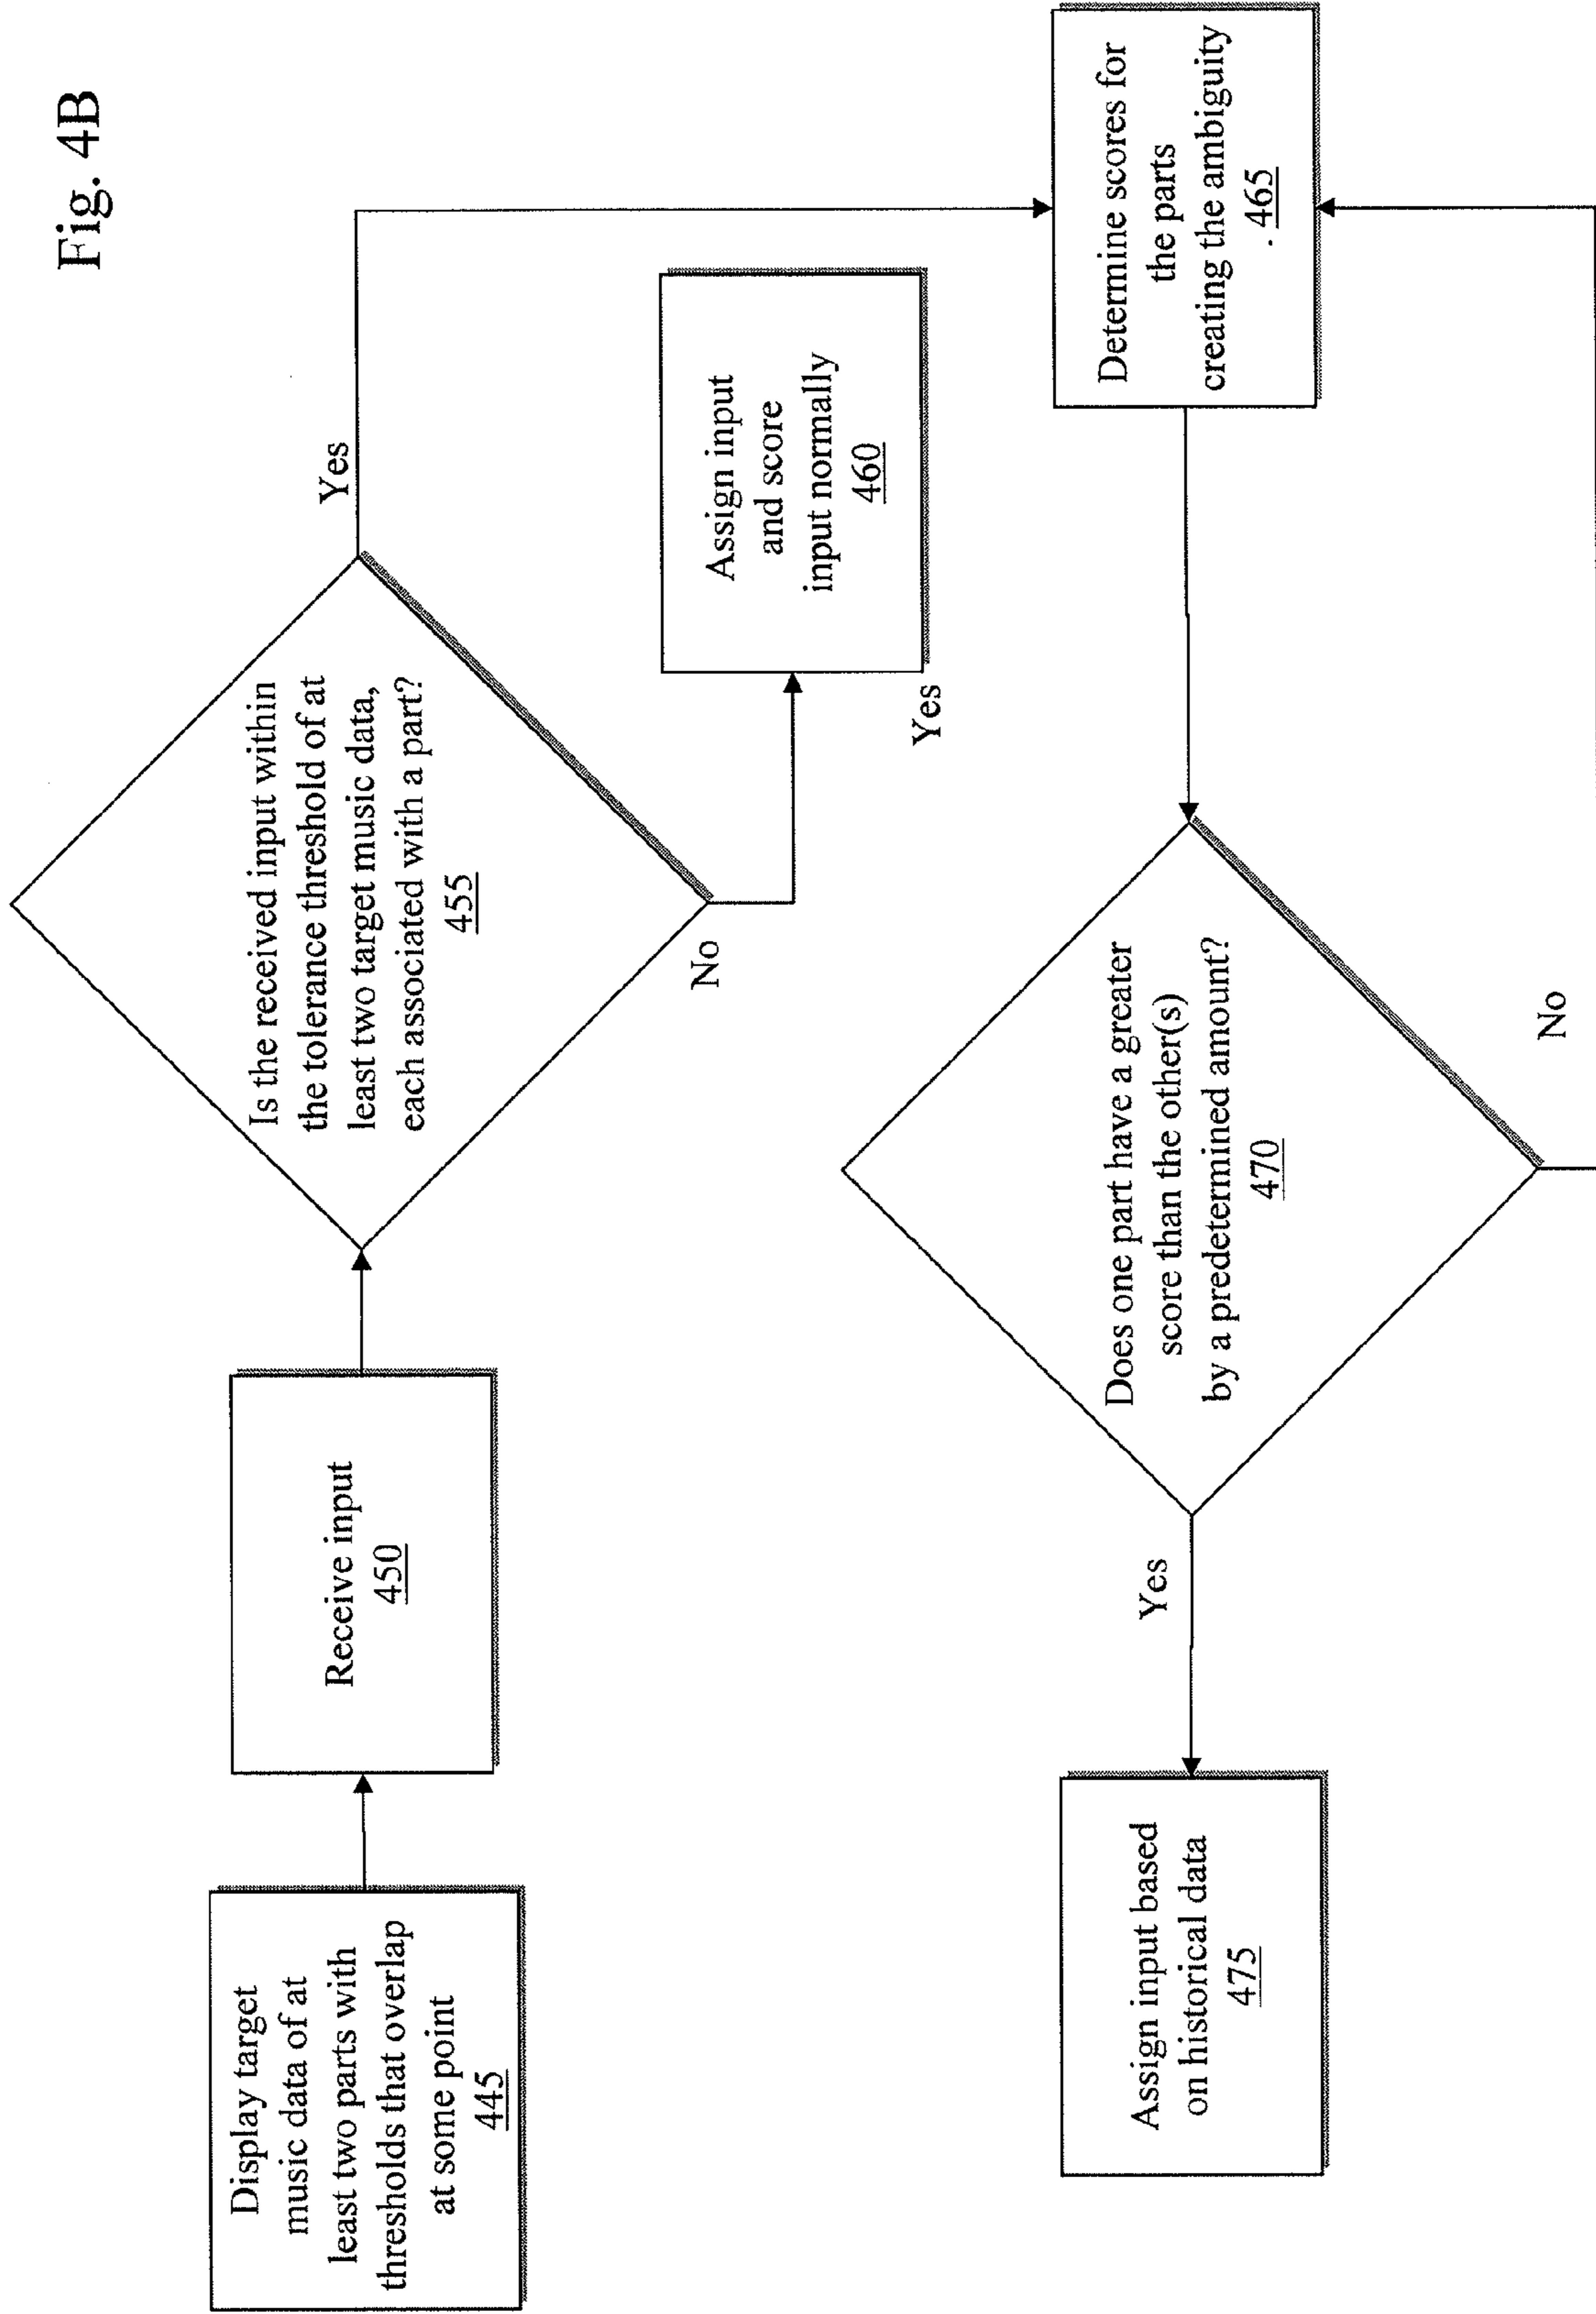 Fig. 4B
Display target
music data of at
least two parts with
thresholds that overlap
at some point
445
Receive input
450
Is the received input within
the tolerance threshold of at
least two target music data,
each associated with a part?
455
Yes
No
Assign input
and score
input normally
460
Yes
Determine scores for
the parts
creating the ambiguity
. 465
Does one part have a greater
score than the other(s)
by a predetermined amount?
470
Yes
No
Assign input based
on historical data
475